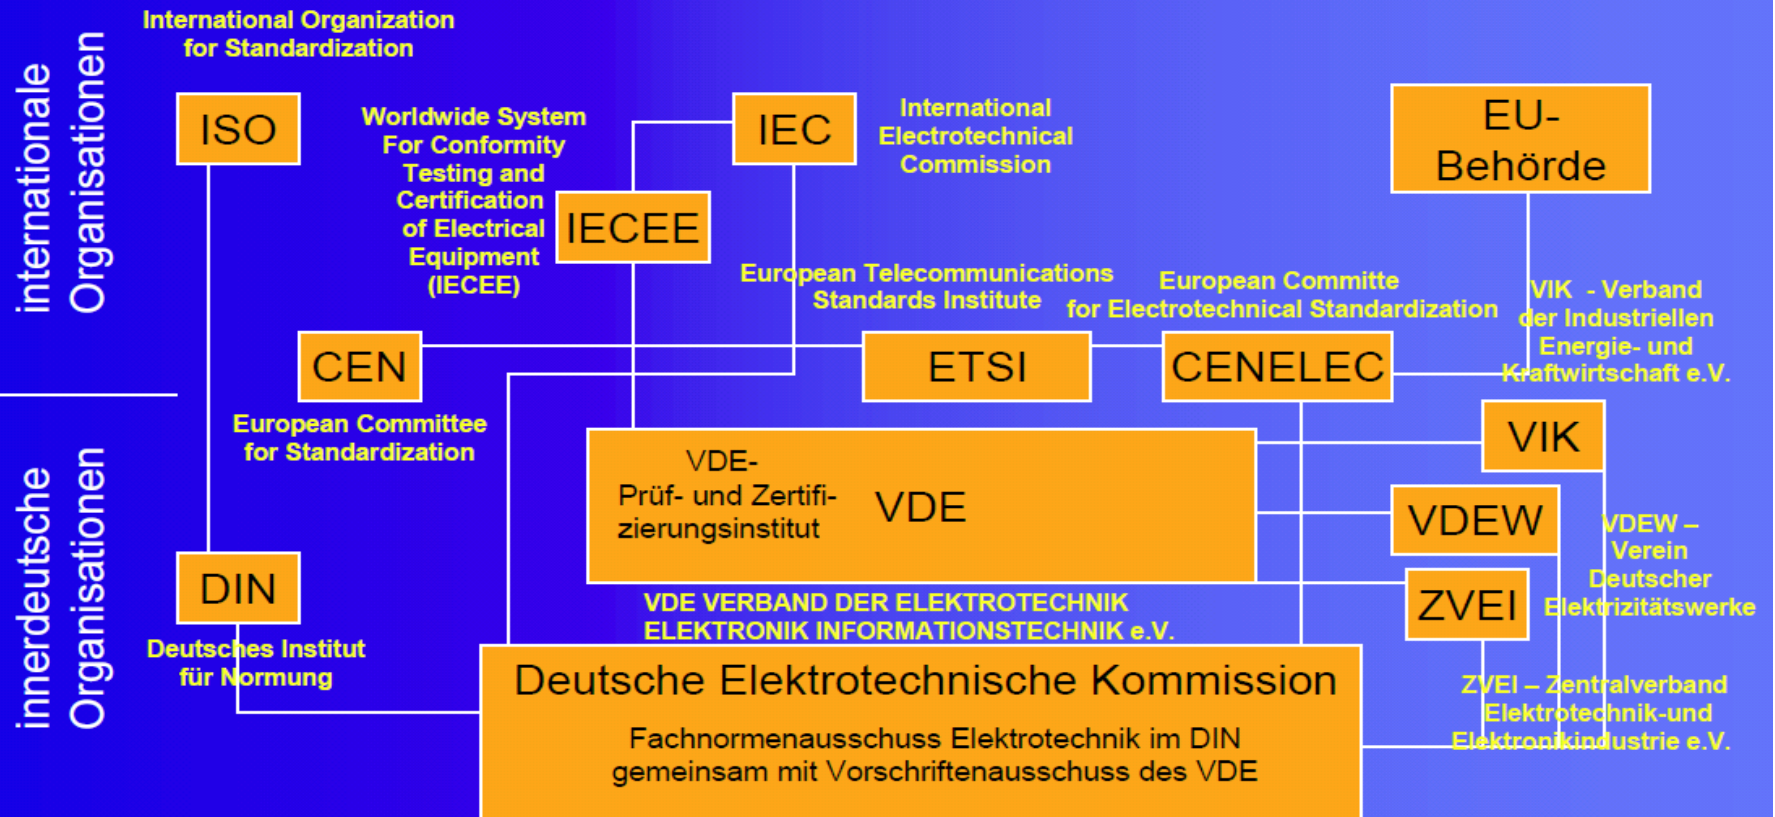 International Organization
for Standardization
internationale
Organisationen
ISO
Worldwide System
For Conformity
Testing and
Certification
of Electrical
Equipment
(IECEE)
IECEE
IEC
International
Electrotechnical
Commission
EU-
Behörde
European Telecommunications
Standards Institute
European Committe
for Electrotechnical Standardization
VIK - Verband
der Industriellen
Energie- und
Kraftwirtschaft e.V.
CEN
ETSI
CENELEC
European Committee
for Standardization
innerdeutsche
Organisationen
VDE-
Prüf- und Zertifi-
zierungsinstitut
VDE
VIK
VDEW
VDEW –
Verein
Deutscher
Elektrizitätswerke
DIN
ZVEI
VDE VERBAND DER ELEKTROTECHNIK
ELEKTRONIK INFORMATIONSTECHNIK e.V.
Deutsches Institut
für Normung
Deutsche Elektrotechnische Kommission
Fachnormenausschuss Elektrotechnik im DIN
gemeinsam mit Vorschriftenausschuss des VDE
ZVEI – Zentralverband
Elektrotechnik-und
Elektronikindustrie e.V.